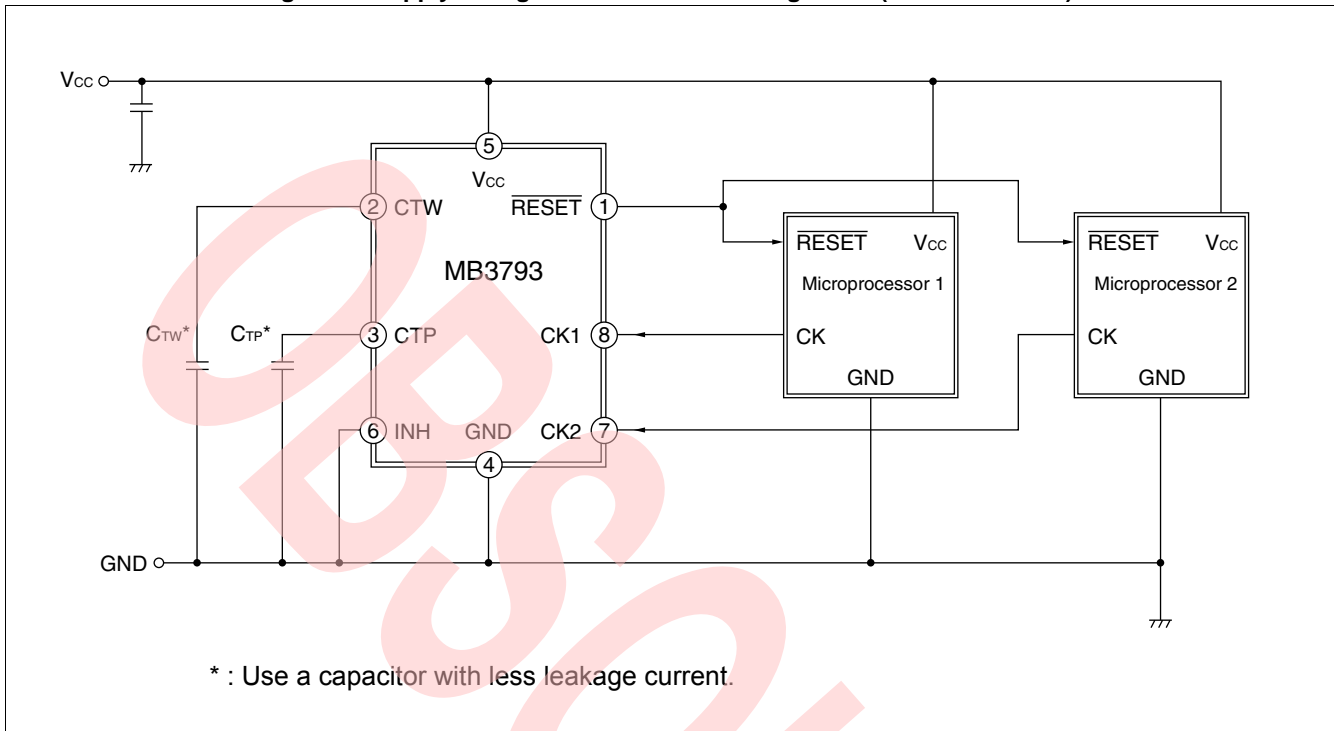 Vcc
5
Vcc
2 CTW
RESET 1
RESET Vcc
RESET Vcc
MB3793
Microprocessor 1
Microprocessor 2
CTW*
CTP*
3 CTP
CK1 8
CK
CK
GND
GND
6 INH
GND
CK2 7
4
GND
* : Use a capacitor with less leakage current.